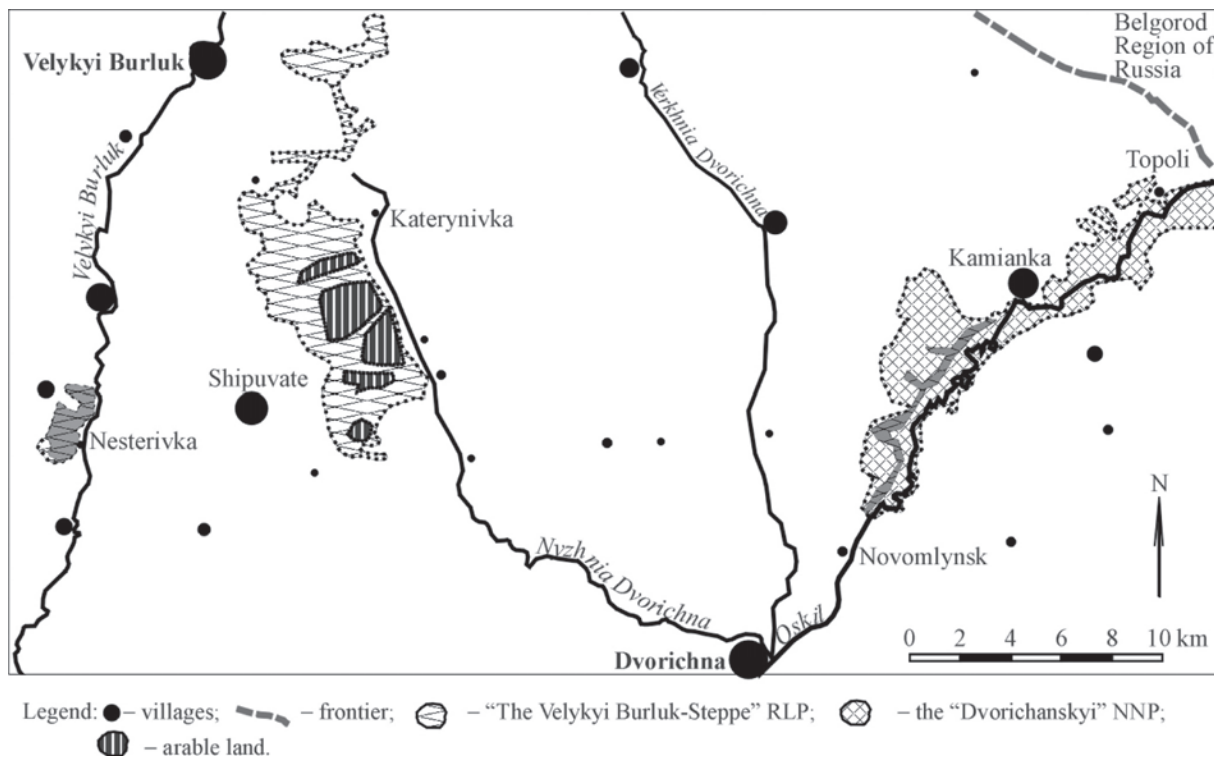 Belgorod
Region of
Russia
Velykyi Burluk
Verkhnia Dvorichna
Topoli
Velykyi Burluk
Katerynivka
Kamianka
Shipuvate
Nesterivka
N
Novomlynsk
Nyzhnia Dvorichna
Oskil
0 2 4 6 8 10 km
Dvorichna
Legend: – villages; – frontier; – “The Velykyi Burluk-Steppe” RLP; – the “Dvorichanskyi” NNP;
– arable land.